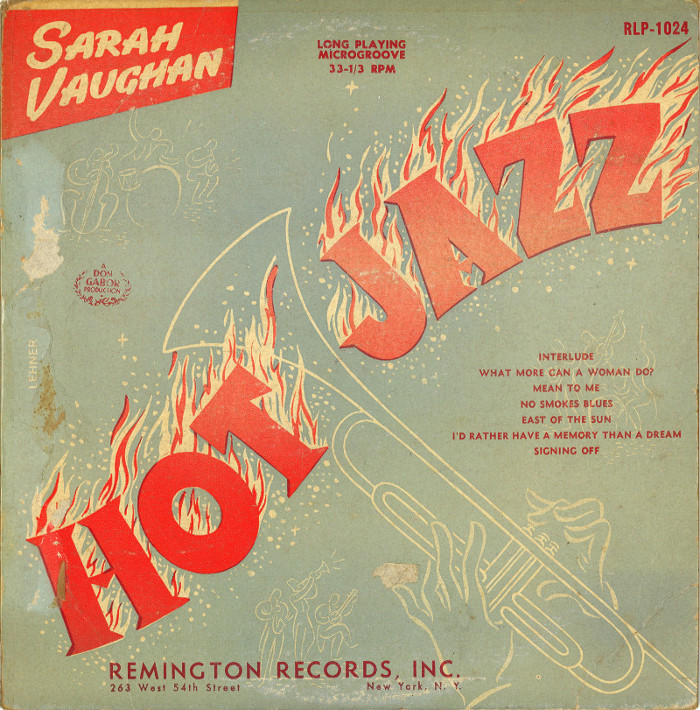 SARAH
VAUGHAN
LONG PLAYING
MICROGROOVE
33-1/3 RPM
RLP-1024
HOT JAZZ
A
DON
GABOR
PRODUCTION
LEHNER
INTERLUDE
WHAT MORE CAN A WOMAN DO?
MEAN TO ME
NO SMOKES BLUES
EAST OF THE SUN
I'D RATHER HAVE A MEMORY THAN A DREAM
SIGNING OFF
REMINGTON RECORDS, INC.
263 West 54th Street New York, N. Y.